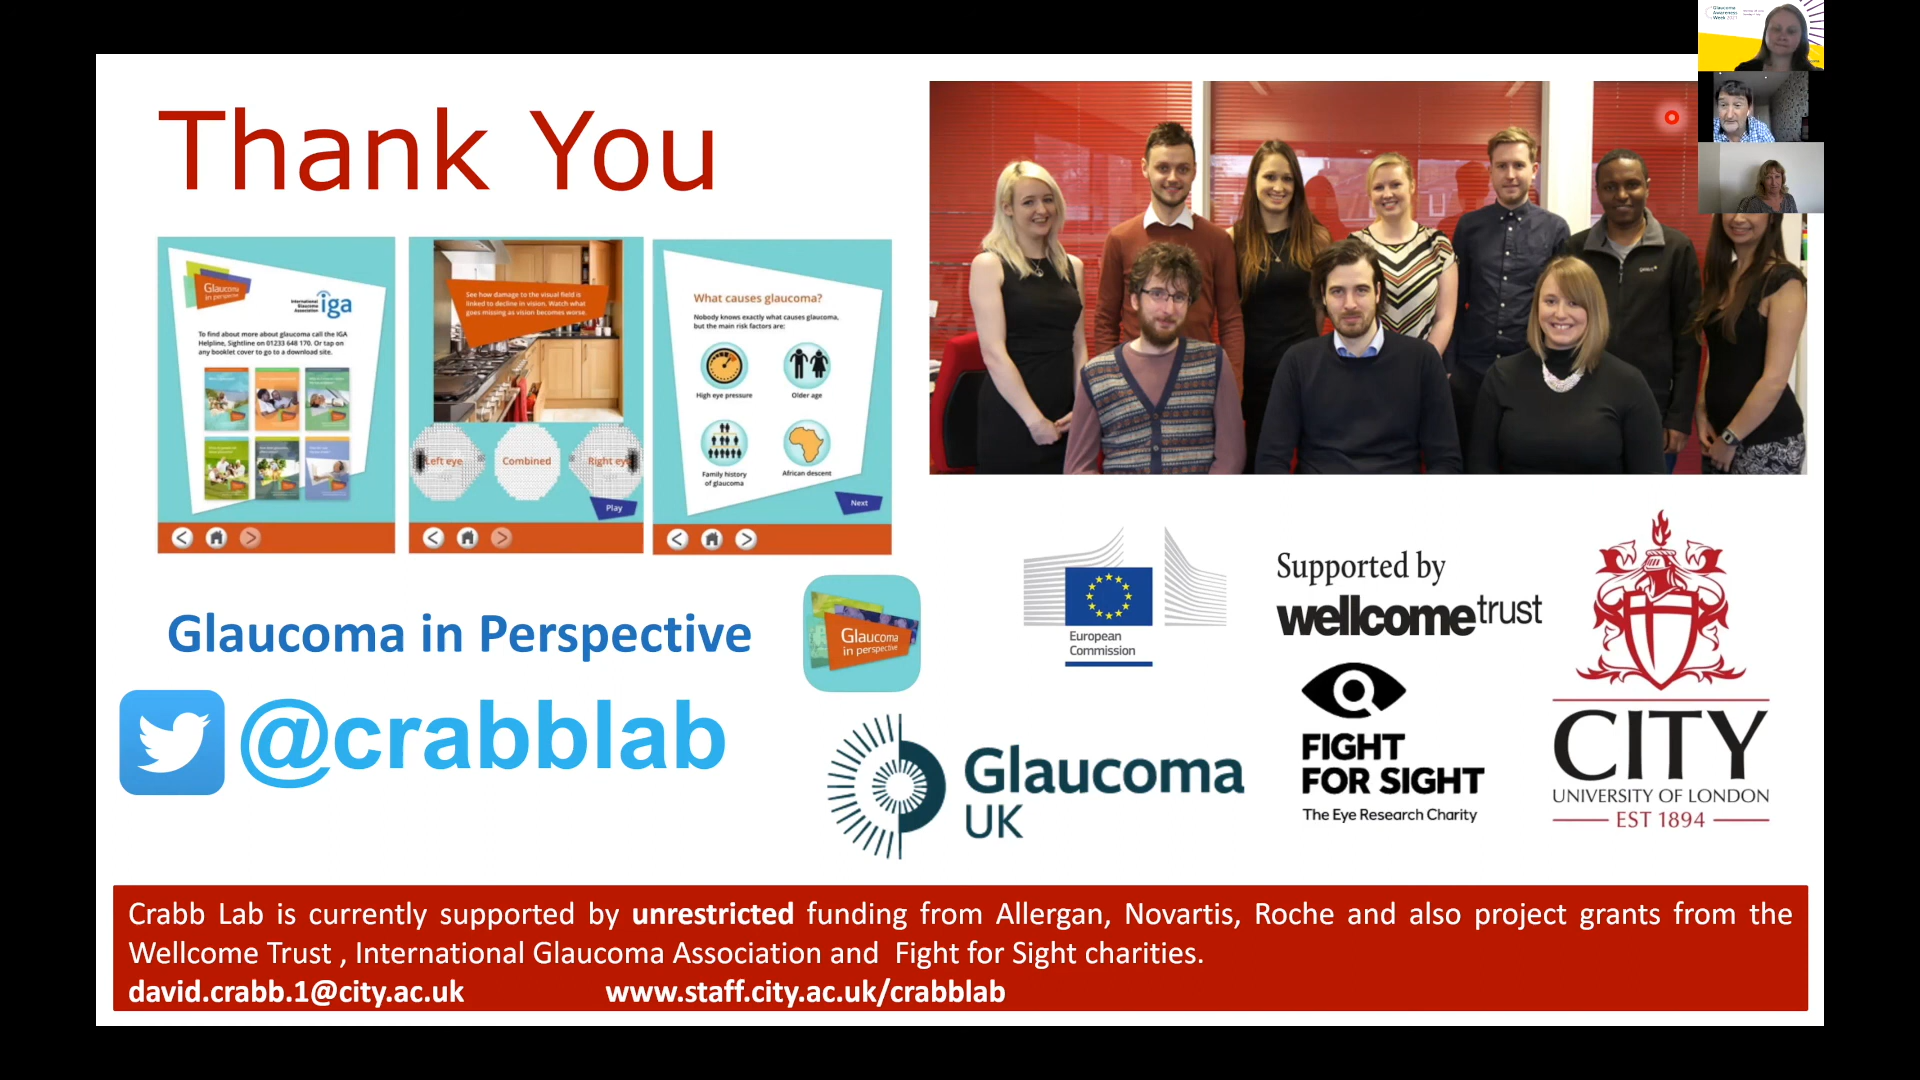 Glaucoma
Awareness
Week 2021
Thank You
Glaucoma
in perspective
International
Glaucoma
Association
iga
To find about more about glaucoma call the IGA
Helpline, Sightline on 01233 648 170. Or tap on
any booklet cover to go to a download site.
See how damage to the visual field is
linked to decline in vision. Watch what
goes missing as vision becomes worse.
Left eye
Combined
Right eye
Play
What causes glaucoma?
Nobody knows exactly what causes glaucoma,
but the main risk factors are:
High eye pressure
Older age
Family history
of glaucoma
African descent
Next
Glaucoma in Perspective
Glaucoma
in perspective
@crabblab
European
Commission
Supported by
wellcometrust
Glaucoma
UK
FIGHT
FOR SIGHT
The Eye Research Charity
CITY
UNIVERSITY OF LONDON
EST 1894
Crabb Lab is currently supported by unrestricted funding from Allergan, Novartis, Roche and also project grants from the
Wellcome Trust , International Glaucoma Association and Fight for Sight charities.
david.crabb.1@city.ac.uk www.staff.city.ac.uk/crabblab